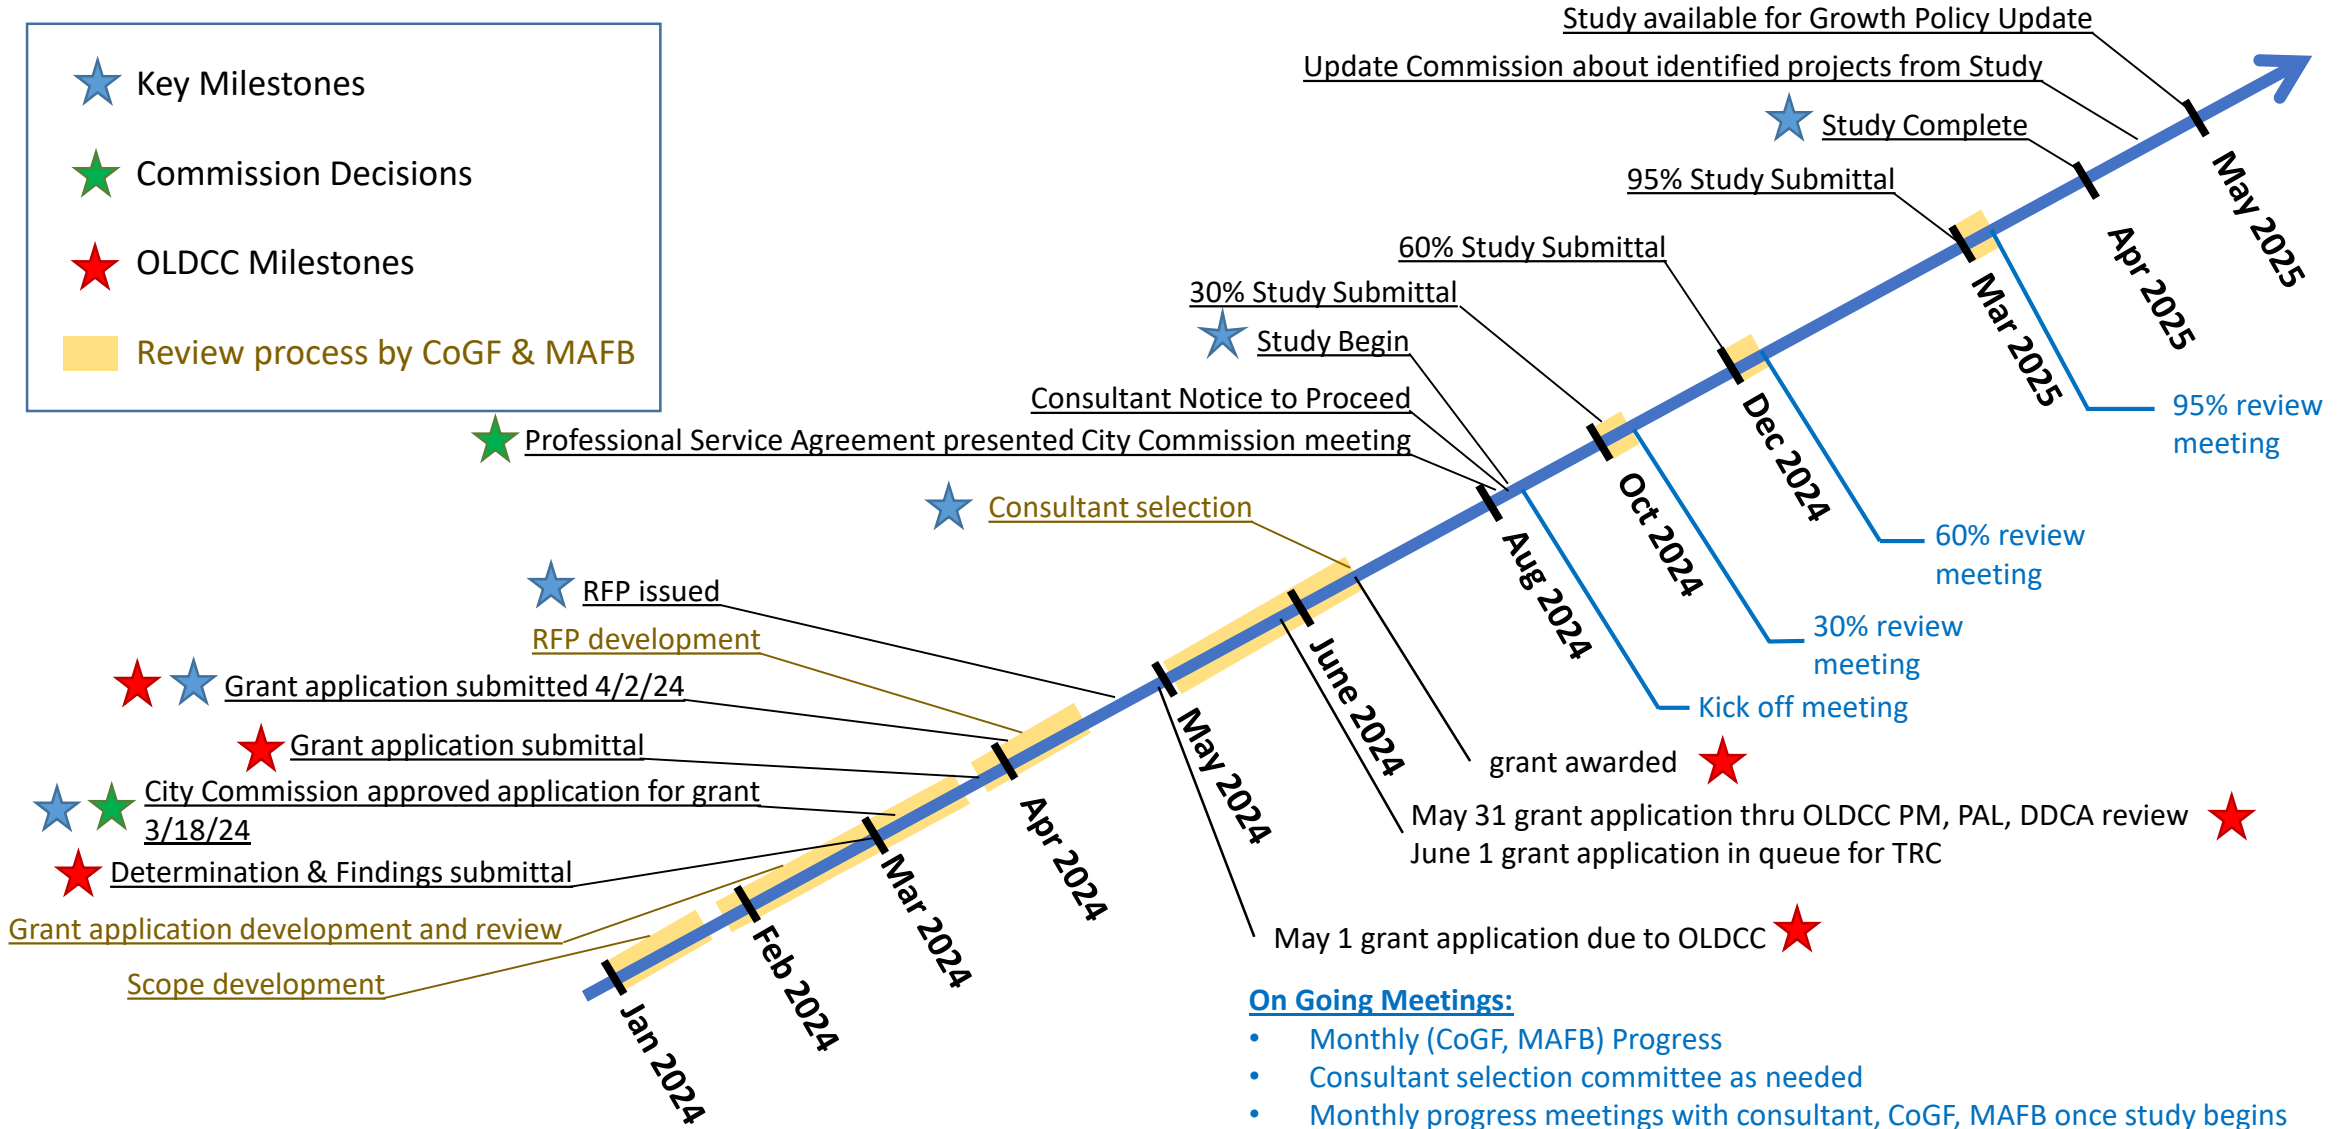 Key Milestones
Commission Decisions
OLDCC Milestones
Review process by CoGF & MAFB
Study available for Growth Policy Update
Update Commission about identified projects from Study
Study Complete
95% Study Submittal
60% Study Submittal
30% Study Submittal
Study Begin
Consultant Notice to Proceed
Professional Service Agreement presented City Commission meeting
Consultant selection
RFP issued
RFP development
Grant application submitted 4/2/24
Grant application submittal
City Commission approved application for grant
3/18/24
Determination & Findings submittal
Grant application development and review
Scope development
Jan 2024
Feb 2024
Mar 2024
Apr 2024
May 2024
June 2024
Aug 2024
Oct 2024
Dec 2024
Mar 2025
Apr 2025
May 2025
95% review
meeting
60% review
meeting
30% review
meeting
Kick off meeting
grant awarded
May 31 grant application thru OLDCC PM, PAL, DDCA review
June 1 grant application in queue for TRC
May 1 grant application due to OLDCC
On Going Meetings:
• Monthly (CoGF, MAFB) Progress
• Consultant selection committee as needed
• Monthly progress meetings with consultant, CoGF, MAFB once study begins